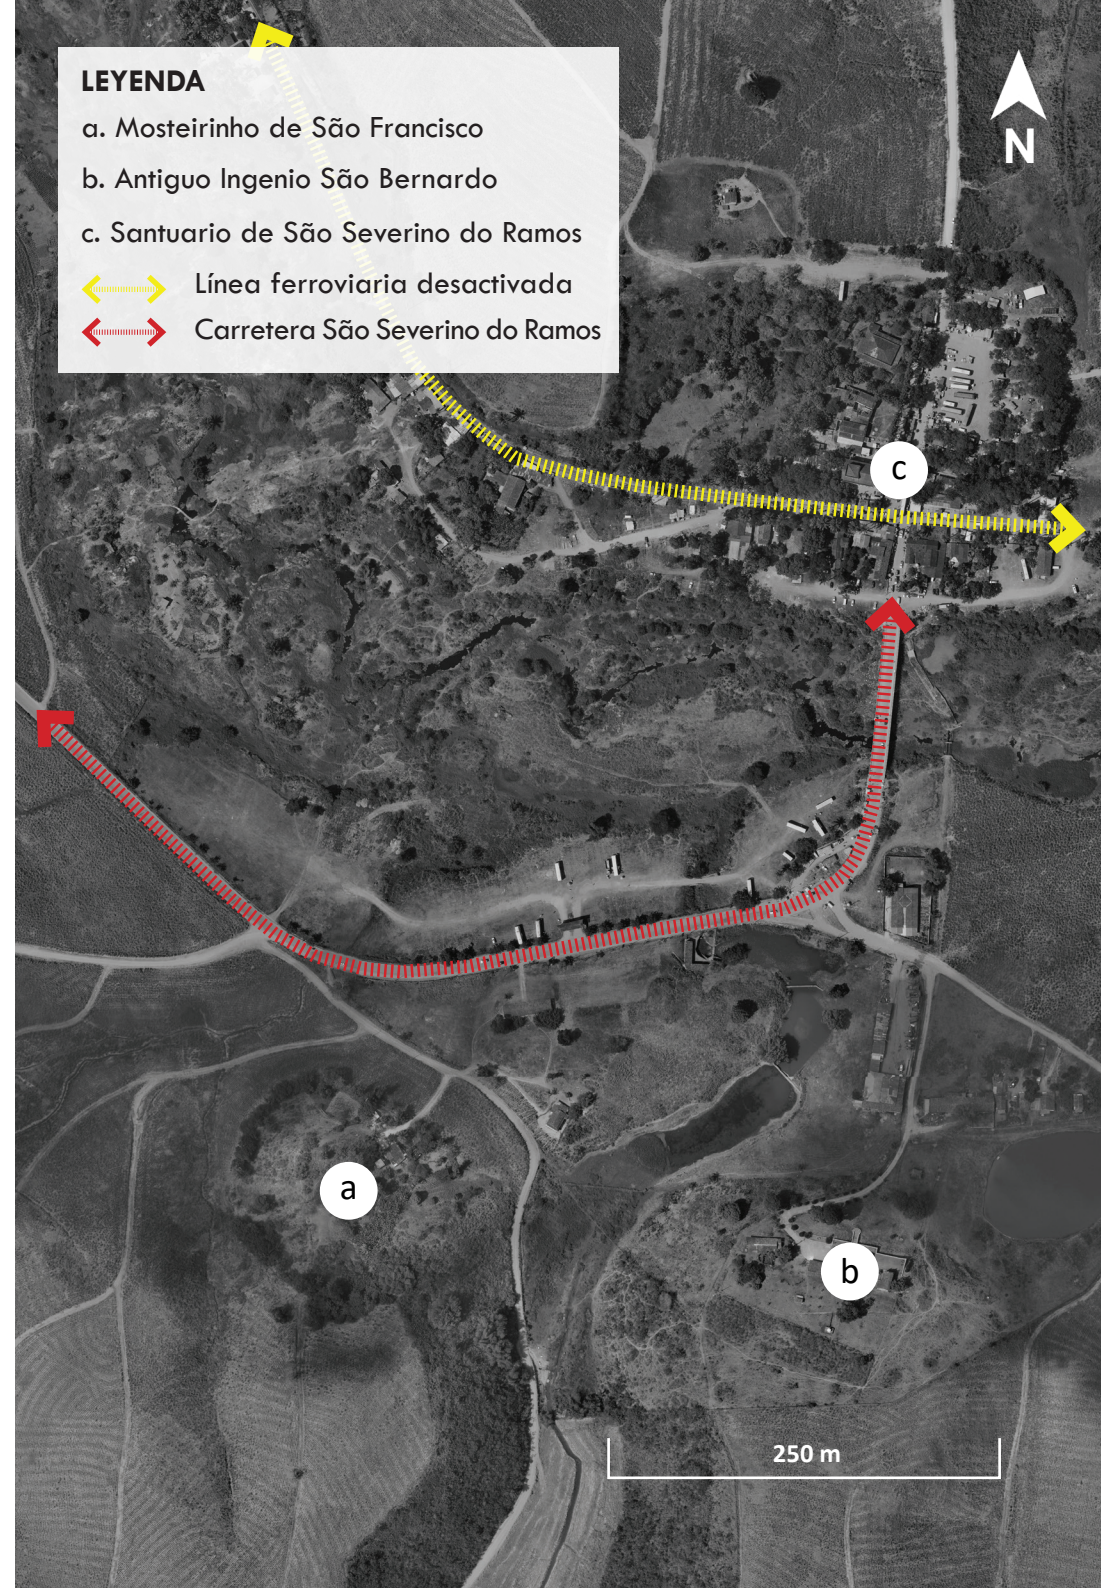 LEYENDA
a. Mosteirinho de São Francisco
b. Antiguo Ingenio São Bernardo
c. Santuario de São Severino do Ramos
Línea ferroviaria desactivada
Carretera São Severino do Ramos
N
c
a
b
250 m